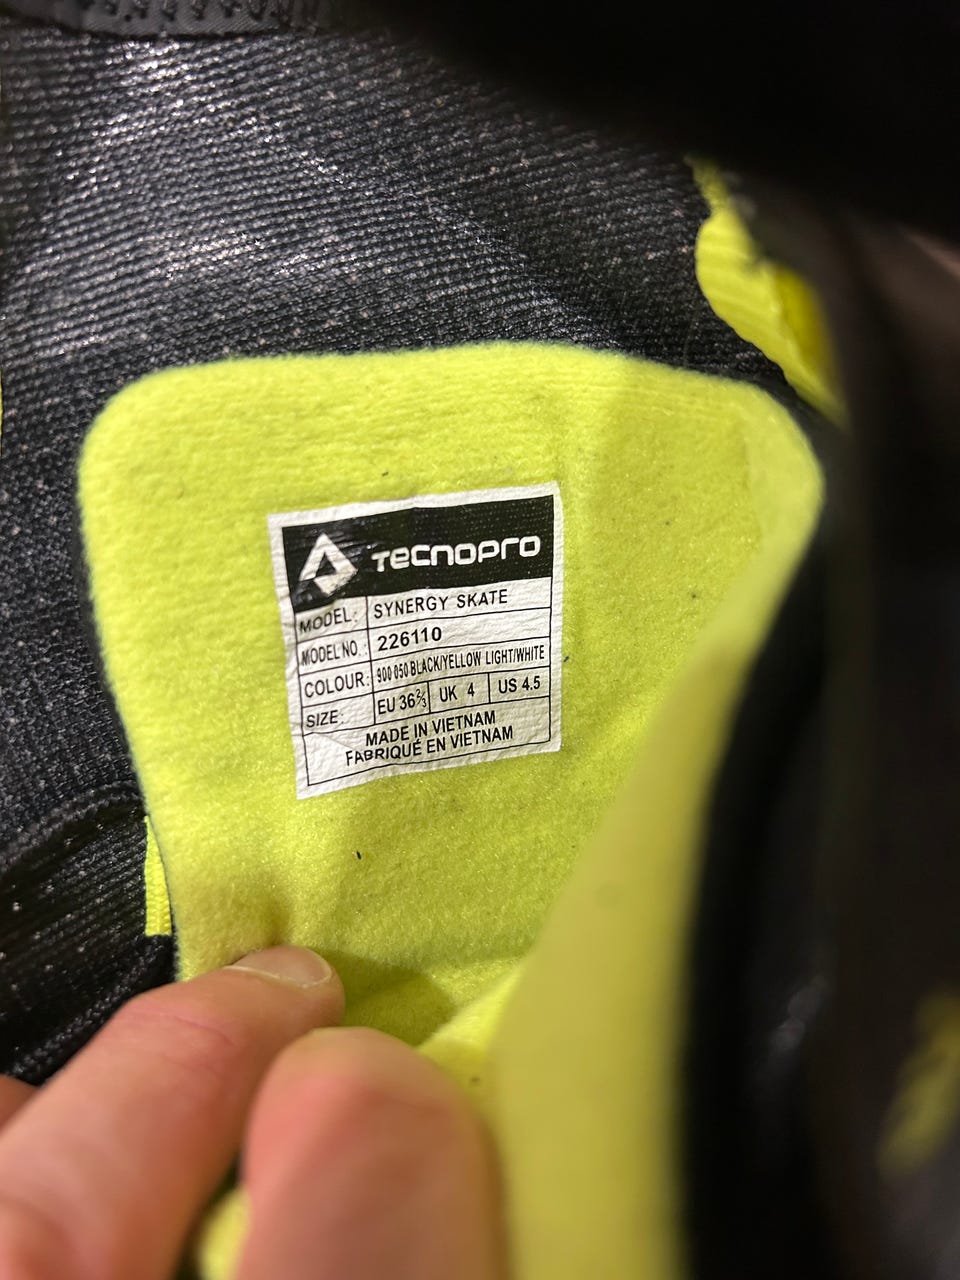 TECNOPRO
MODEL: SYNERGY SKATE
MODEL NO.: 226110
COLOUR: 900 050 BLACK/YELLOW LIGHT/WHITE
SIZE: EU 36⅔ UK 4 US 4.5
MADE IN VIETNAM
FABRIQUÉ EN VIETNAM